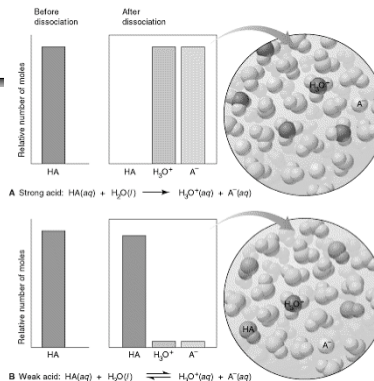 Before
dissociation
After
dissociation
Relative number of moles
HA
HA H₃O⁺ A⁻
H₃O⁺
A⁻
A Strong acid: HA(aq) + H₂O(l) ⟶ H₃O⁺(aq) + A⁻(aq)
Relative number of moles
HA
HA H₃O⁺ A⁻
HA
H₃O⁺
A⁻
B Weak acid: HA(aq) + H₂O(l) ⇌ H₃O⁺(aq) + A⁻(aq)